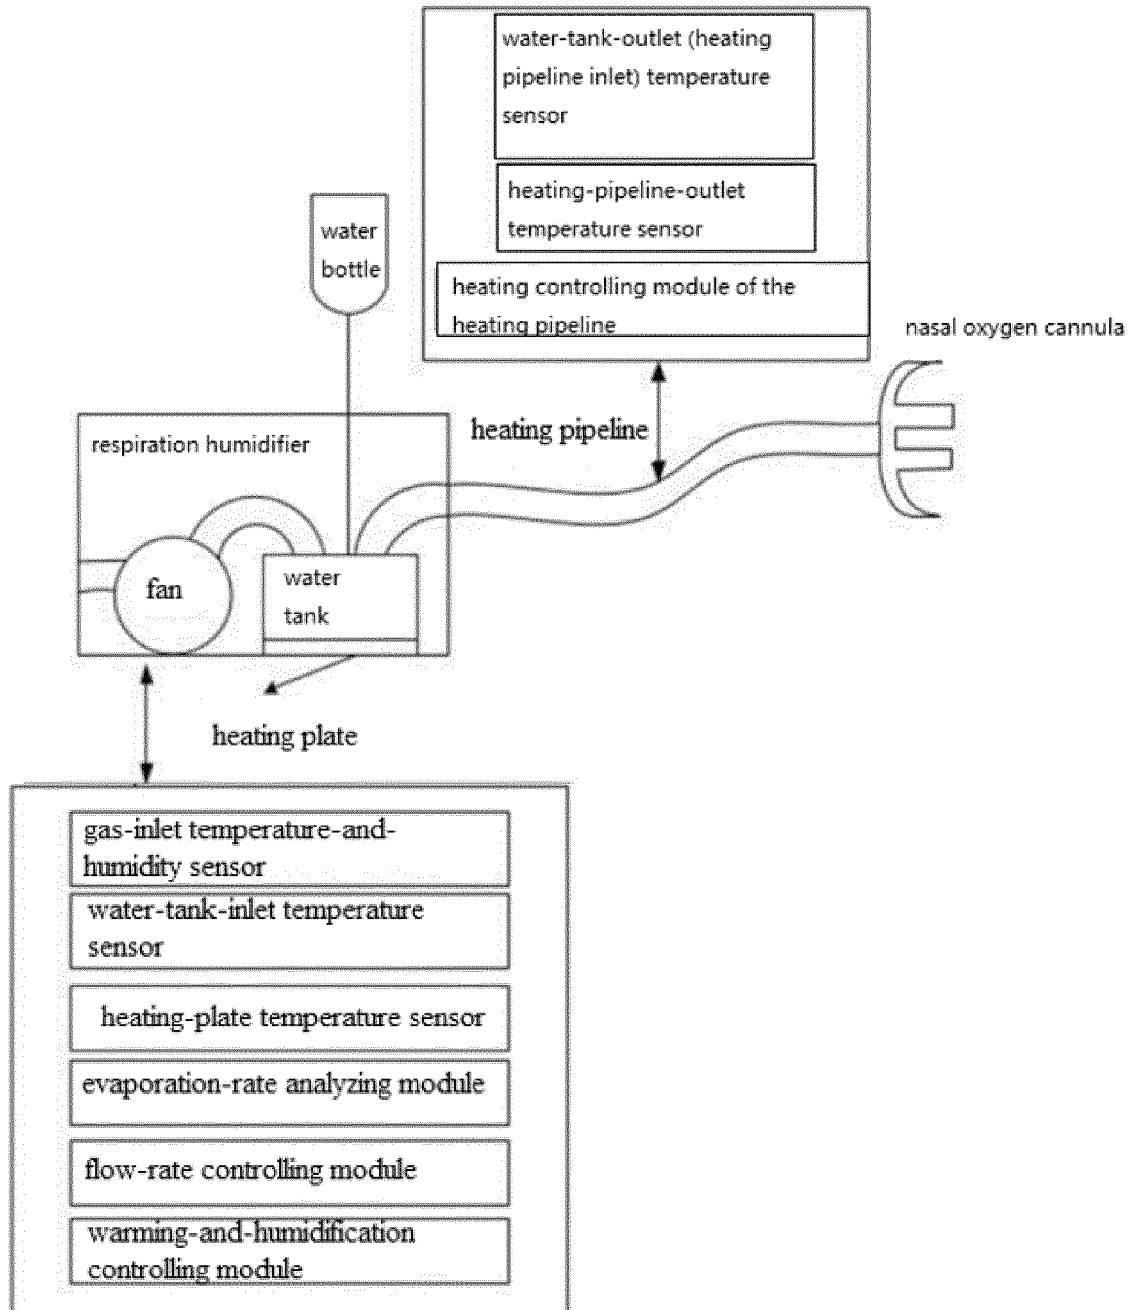 water-tank-outlet (heating
pipeline inlet) temperature
sensor
heating-pipeline-outlet
temperature sensor
heating controlling module of the
heating pipeline
water
bottle
nasal oxygen cannula
heating pipeline
respiration humidifier
fan
water
tank
heating plate
gas-inlet temperature-and-
humidity sensor
water-tank-inlet temperature
sensor
heating-plate temperature sensor
evaporation-rate analyzing module
flow-rate controlling module
warming-and-humidification
controlling module